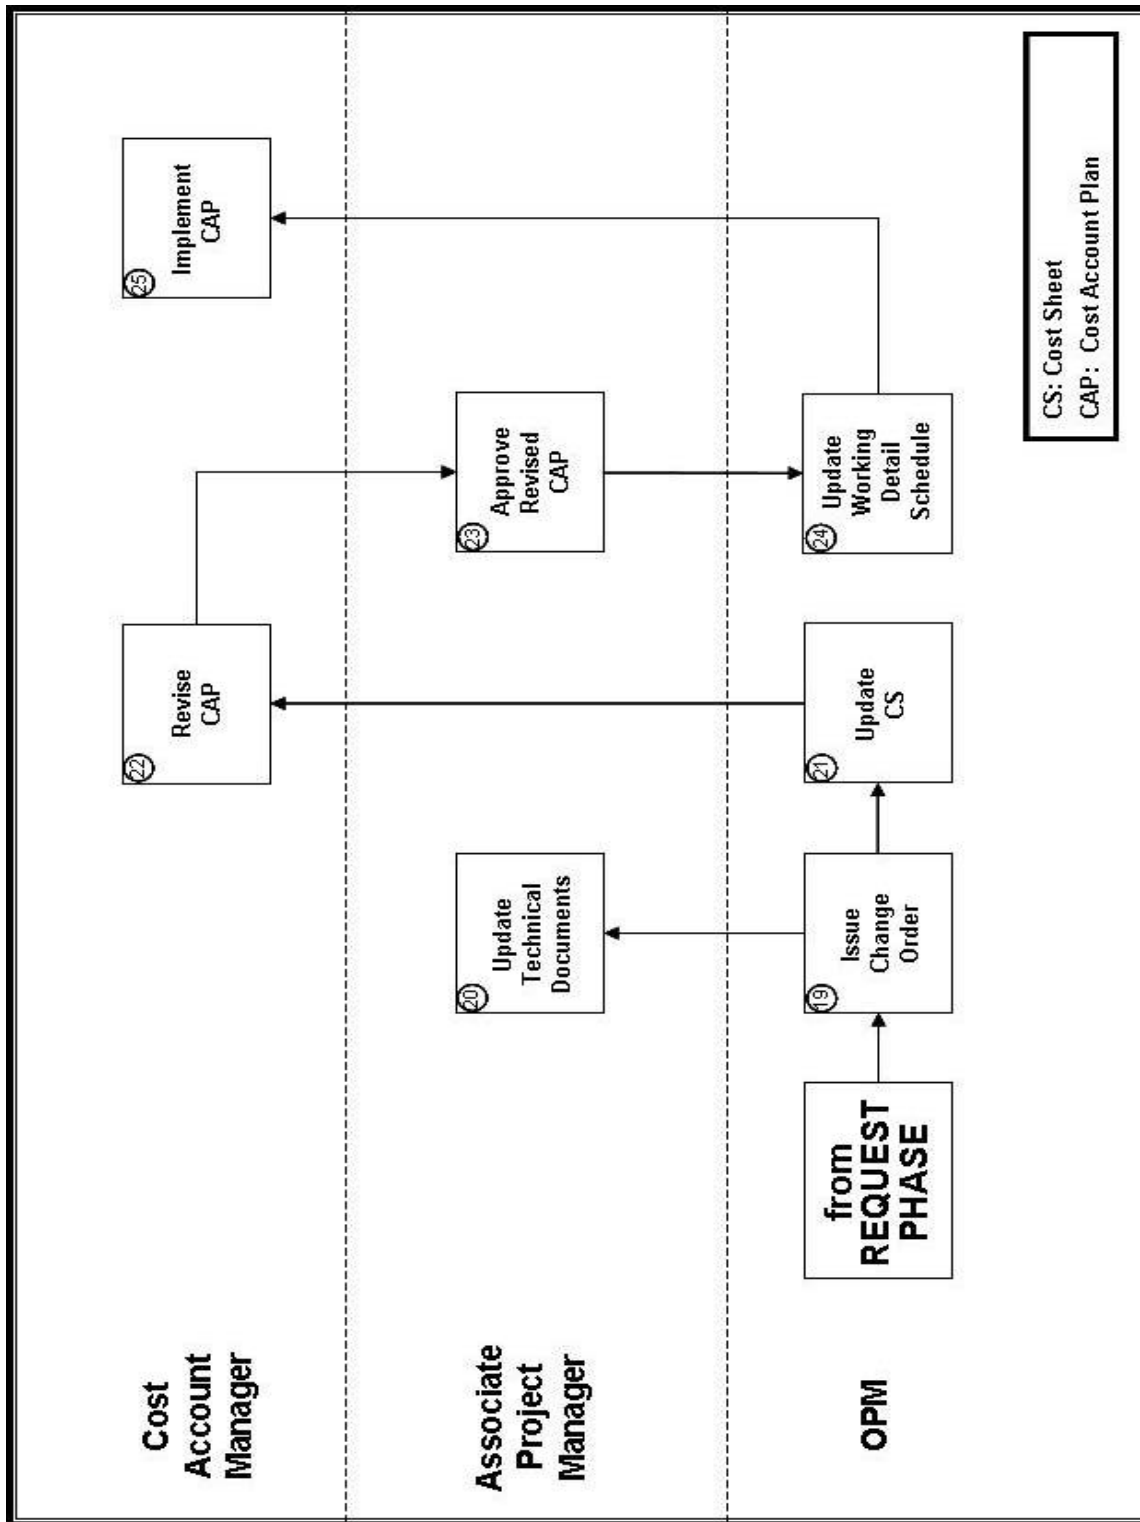 Cost
Account
Manager
22
Revise
CAP
25
Implement
CAP
Associate
Project
Manager
20
Update
Technical
Documents
23
Approve
Revised
CAP
OPM
from
REQUEST
PHASE
19
Issue
Change
Order
21
Update
CS
24
Update
Working
Detail
Schedule
CS: Cost Sheet
CAP: Cost Account Plan